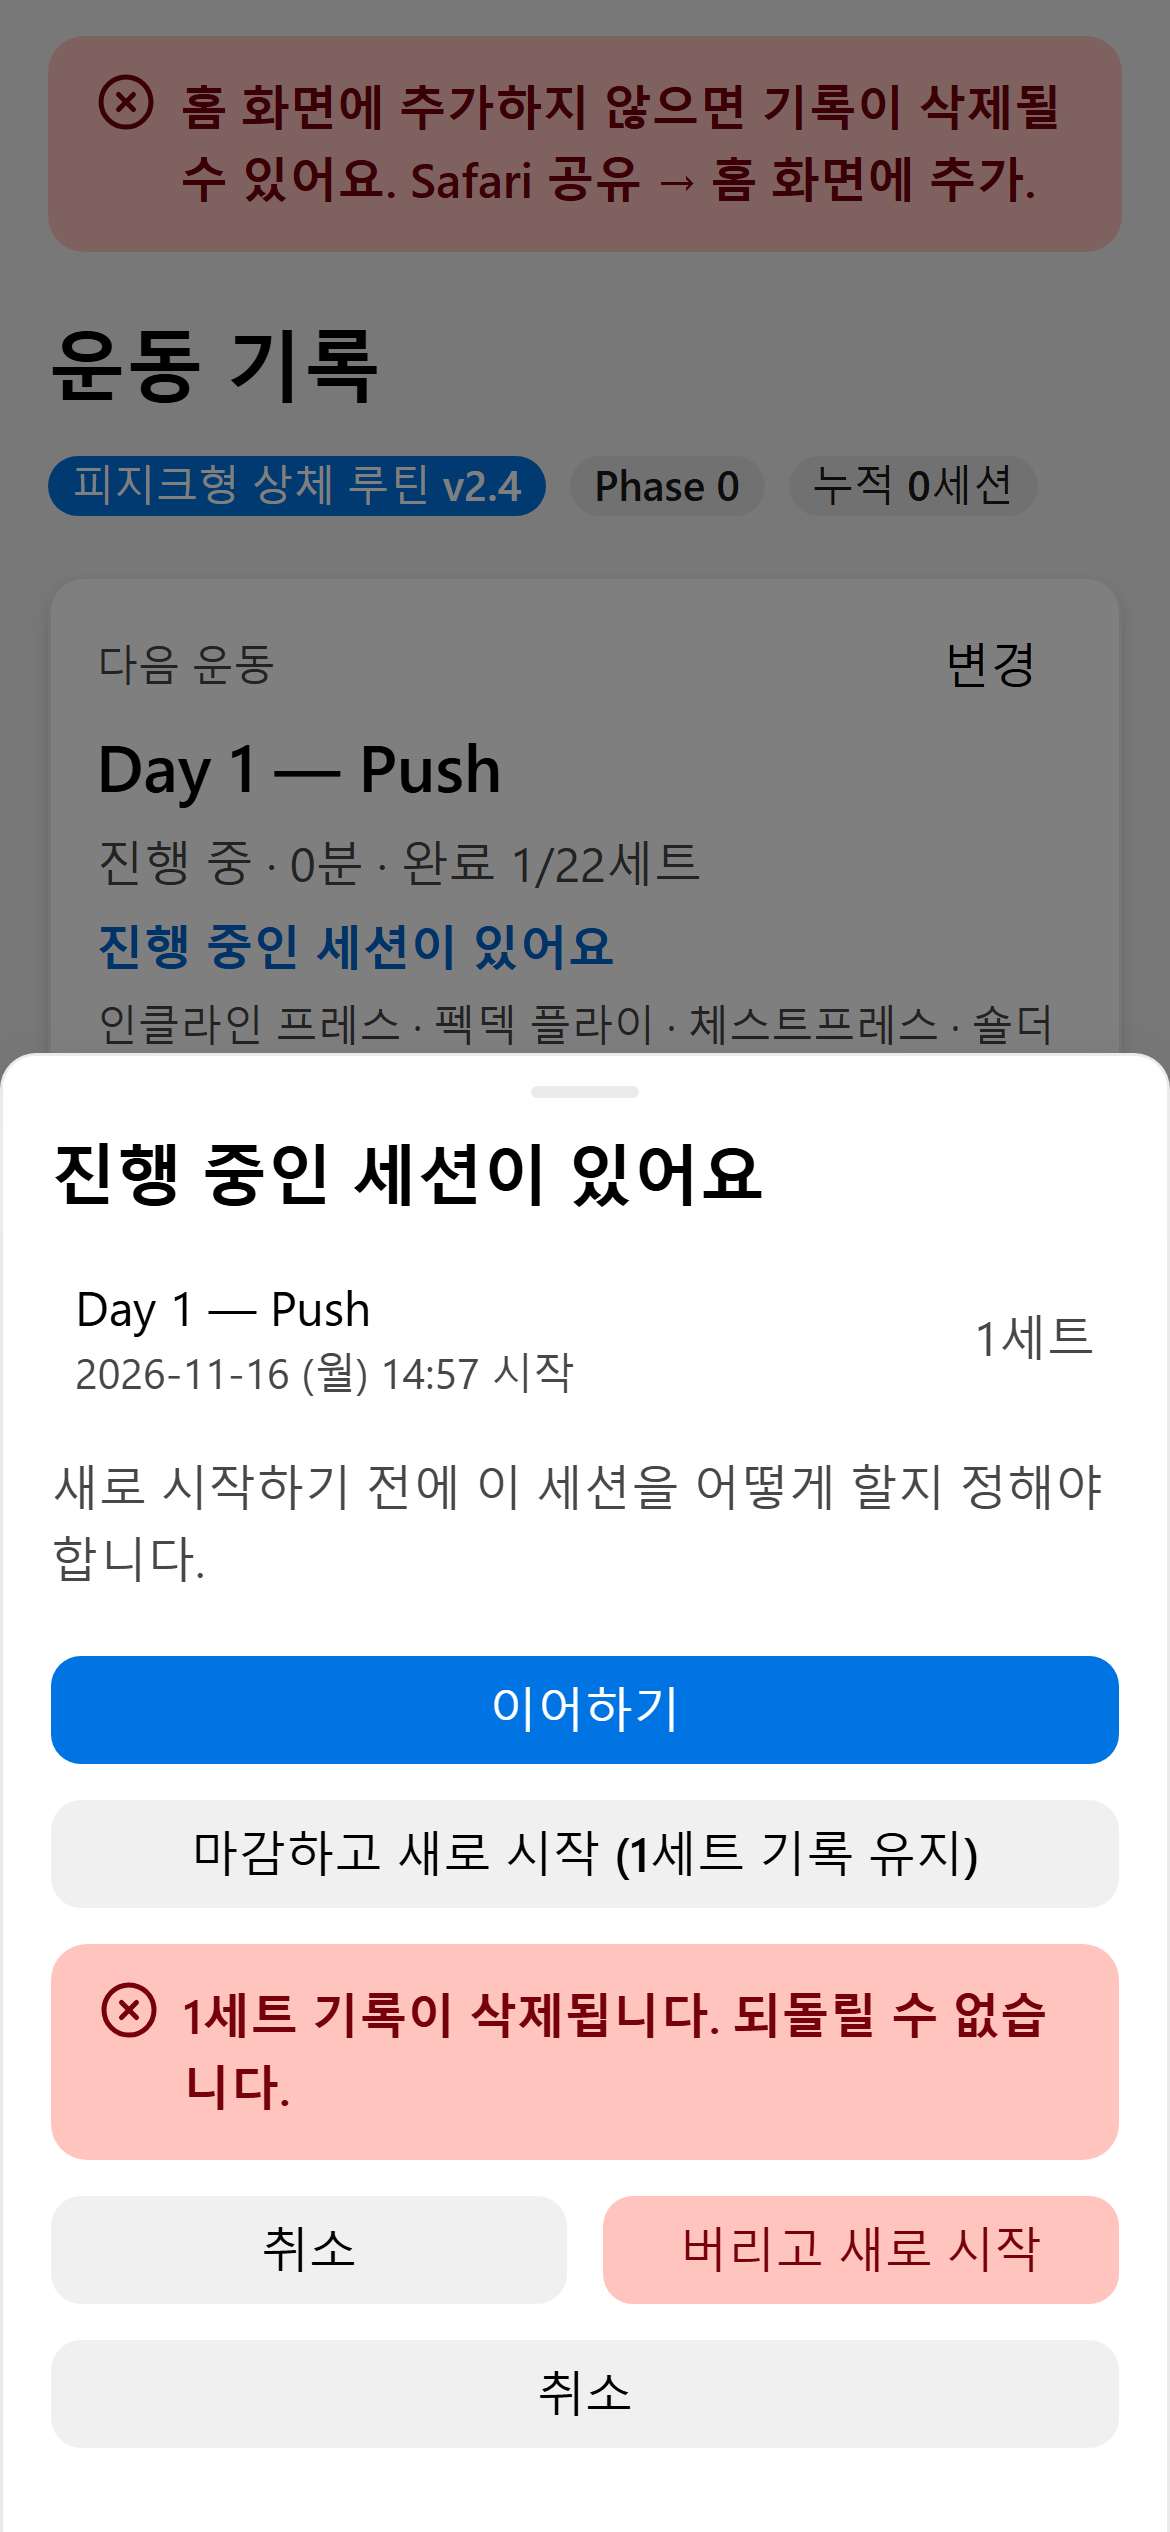 홈 화면에 추가하지 않으면 기록이 삭제될
수 있어요. Safari 공유 → 홈 화면에 추가.
운동 기록
피지크형 상체 루틴 v2.4
Phase 0
누적 0세션
다음 운동
변경
Day 1 — Push
진행 중 · 0분 · 완료 1/22세트
진행 중인 세션이 있어요
인클라인 프레스 · 펙덱 플라이 · 체스트프레스 · 숄더
진행 중인 세션이 있어요
Day 1 — Push
2026-11-16 (월) 14:57 시작
1세트
새로 시작하기 전에 이 세션을 어떻게 할지 정해야
합니다.
이어하기
마감하고 새로 시작 (1세트 기록 유지)
1세트 기록이 삭제됩니다. 되돌릴 수 없습
니다.
취소
버리고 새로 시작
취소